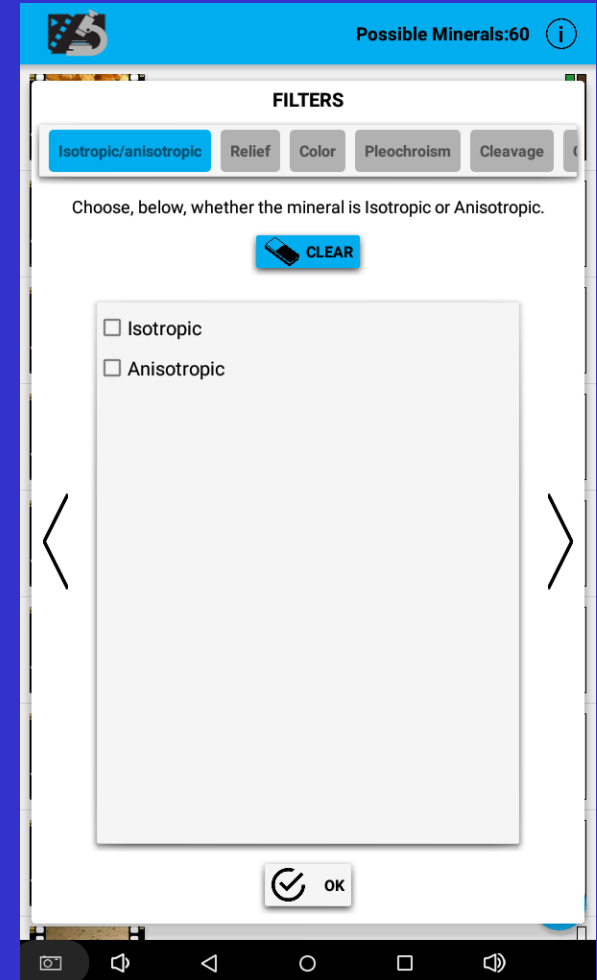 Possible Minerals:60
FILTERS
Isotropic/anisotropic Relief Color Pleochroism Cleavage
Choose, below, whether the mineral is Isotropic or Anisotropic.
CLEAR
Isotropic
Anisotropic
OK